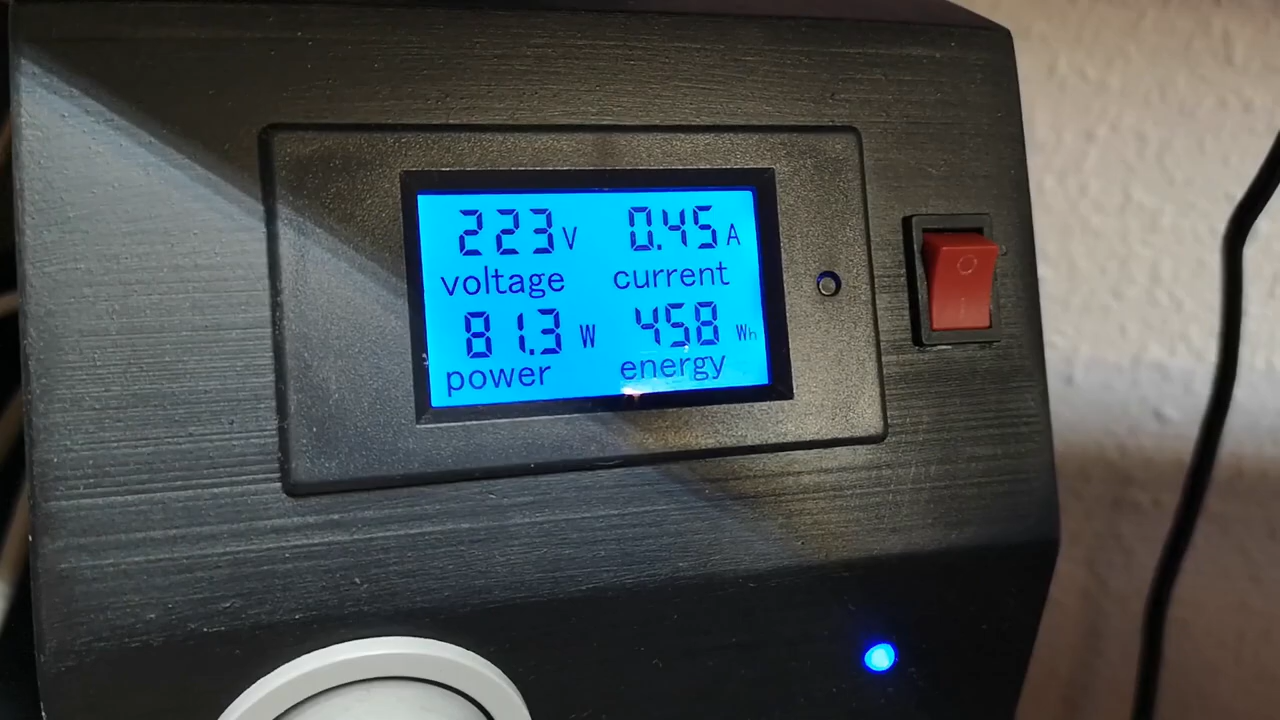 223 V 0.45 A
voltage current
81.3 W 458 Wh
power energy